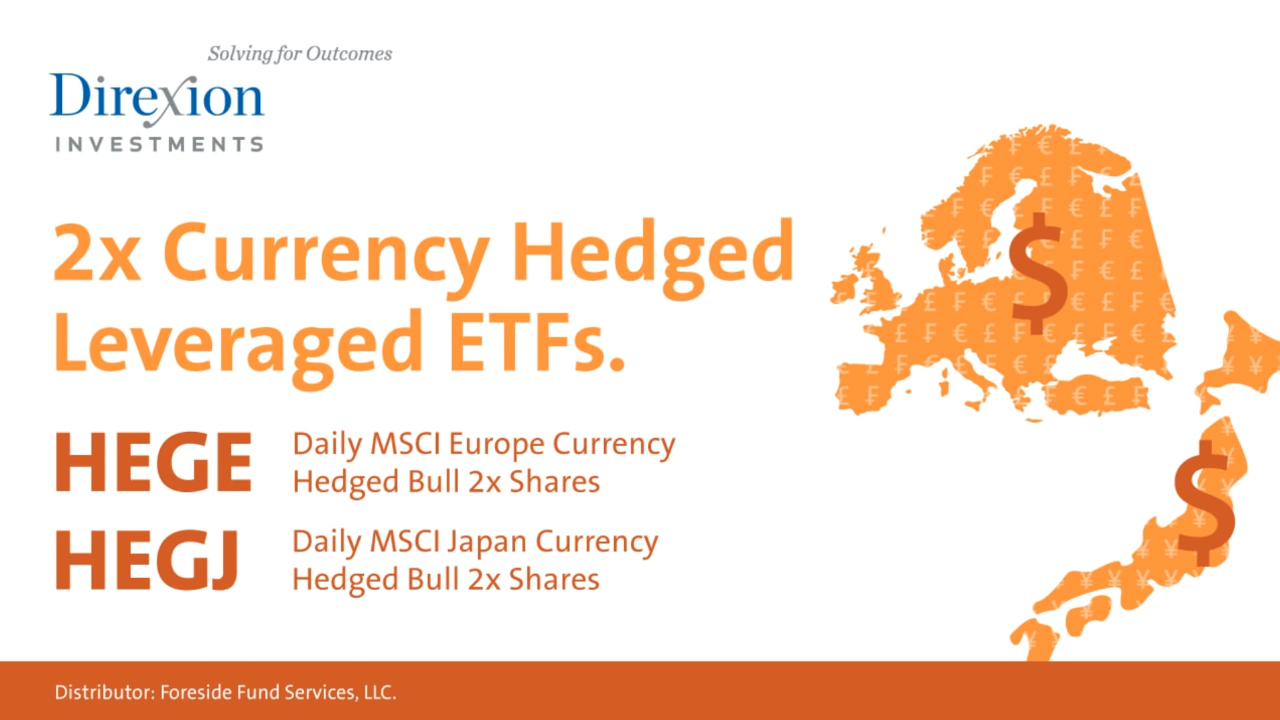 Solving for Outcomes
Direxion
INVESTMENTS
2x Currency Hedged
Leveraged ETFs.
HEGE
Daily MSCI Europe Currency
Hedged Bull 2x Shares
HEGJ
Daily MSCI Japan Currency
Hedged Bull 2x Shares
$
$
Distributor: Foreside Fund Services, LLC.